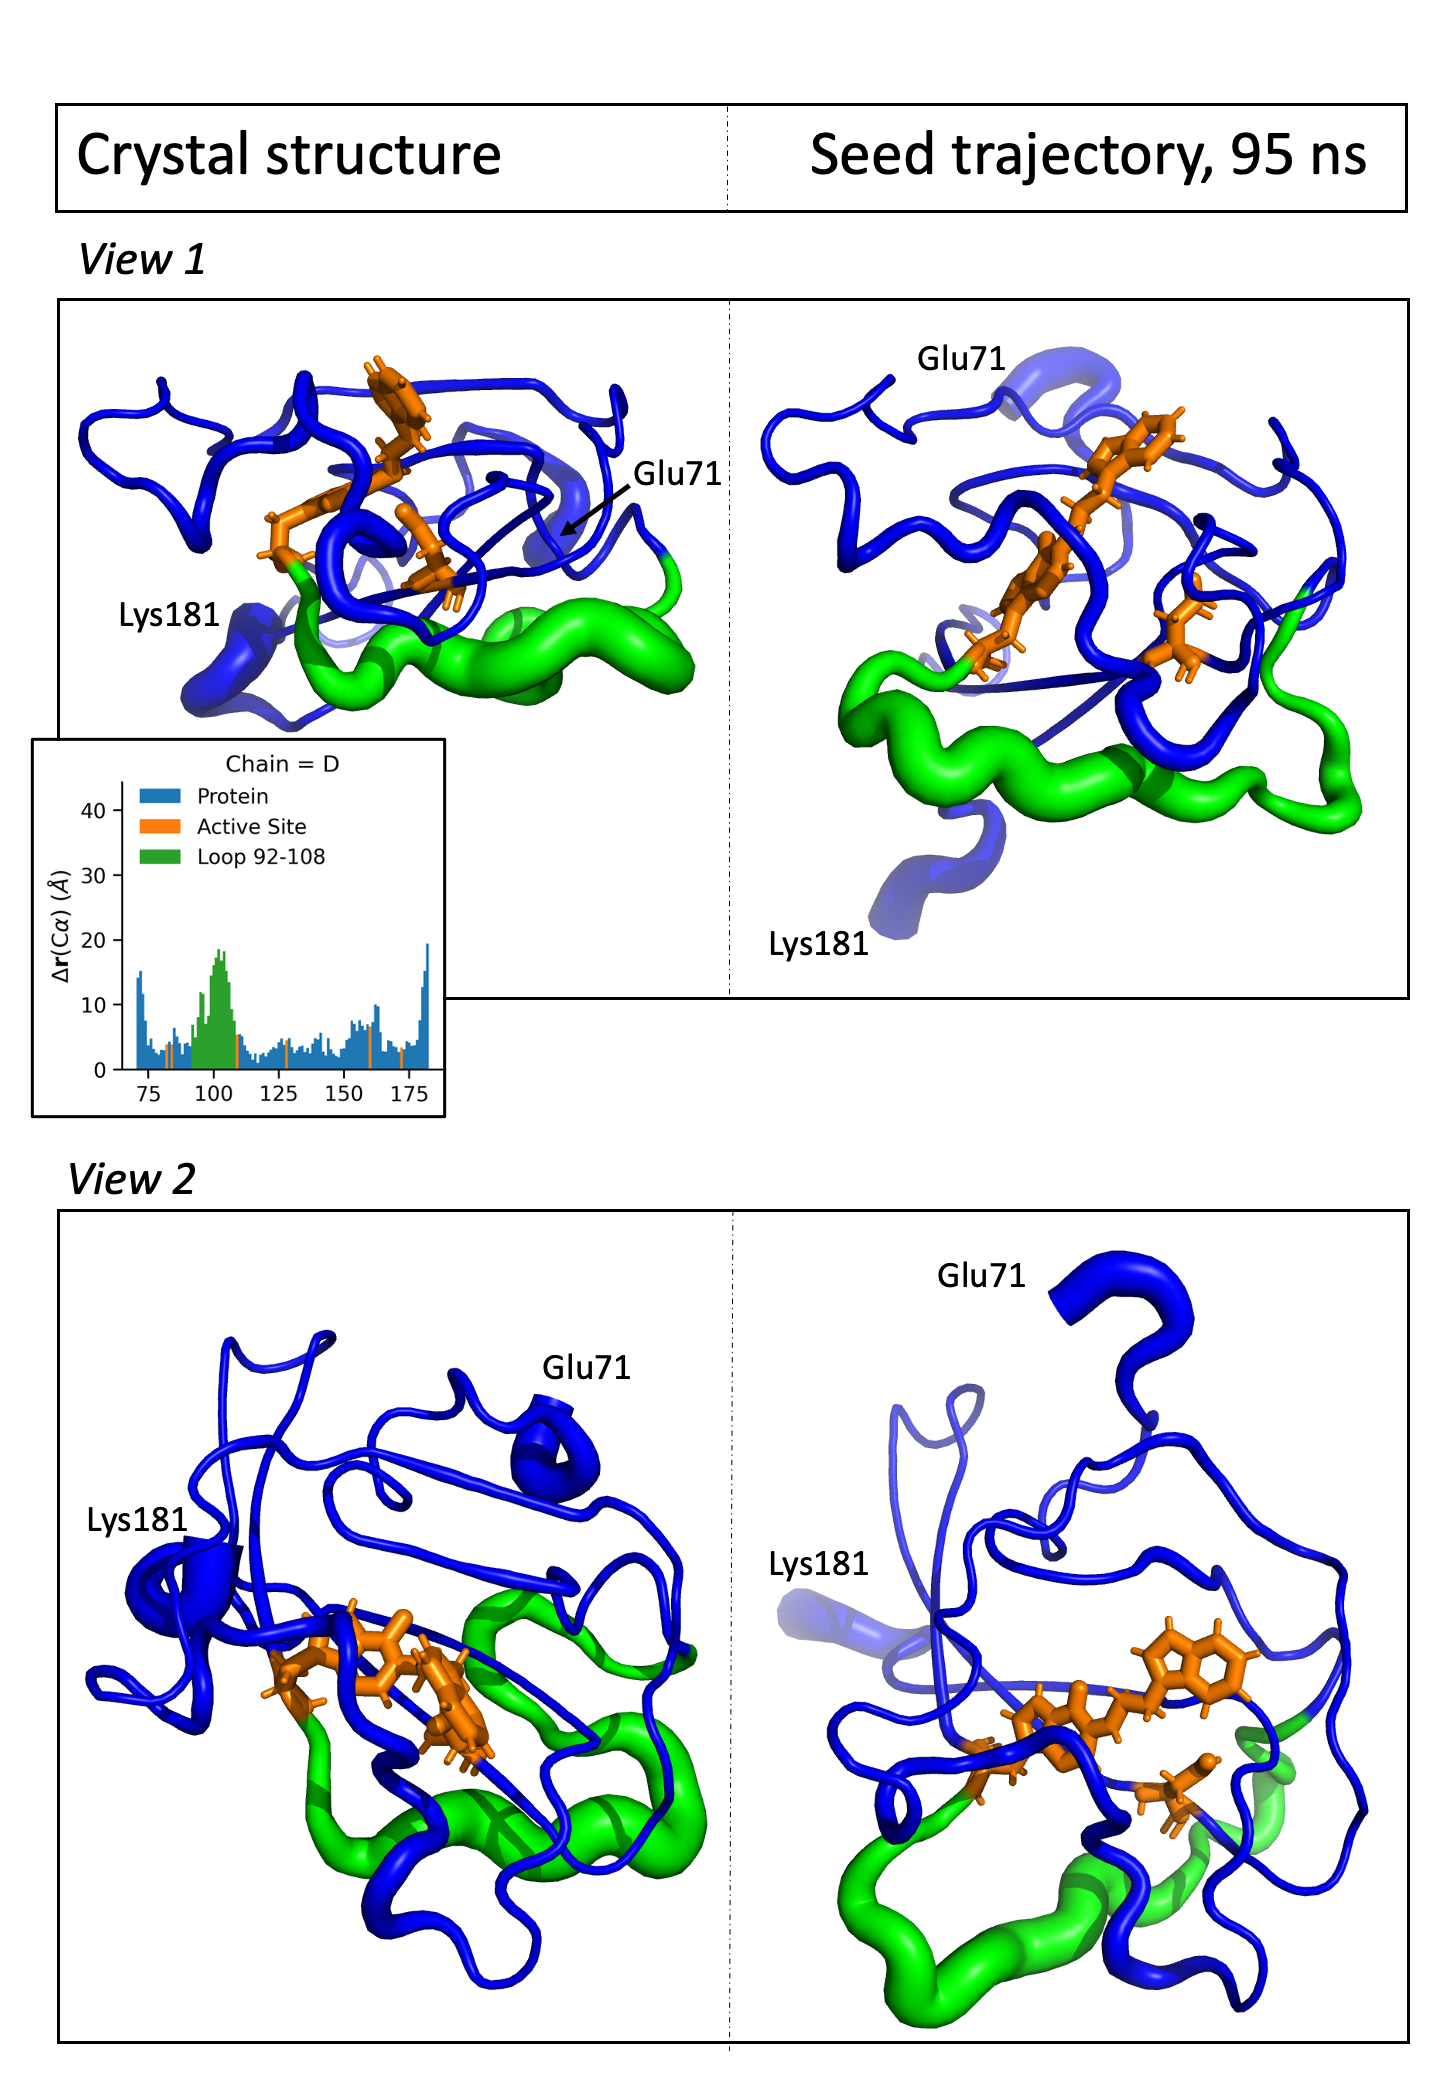 Crystal structure
Seed trajectory, 95 ns
View 1
Glu71
Glu71
Lys181
Lys181
Chain = D
Protein
Active Site
Loop 92-108
Δr(Cα) (Å)
40
30
20
10
0
75 100 125 150 175
View 2
Glu71
Glu71
Lys181
Lys181